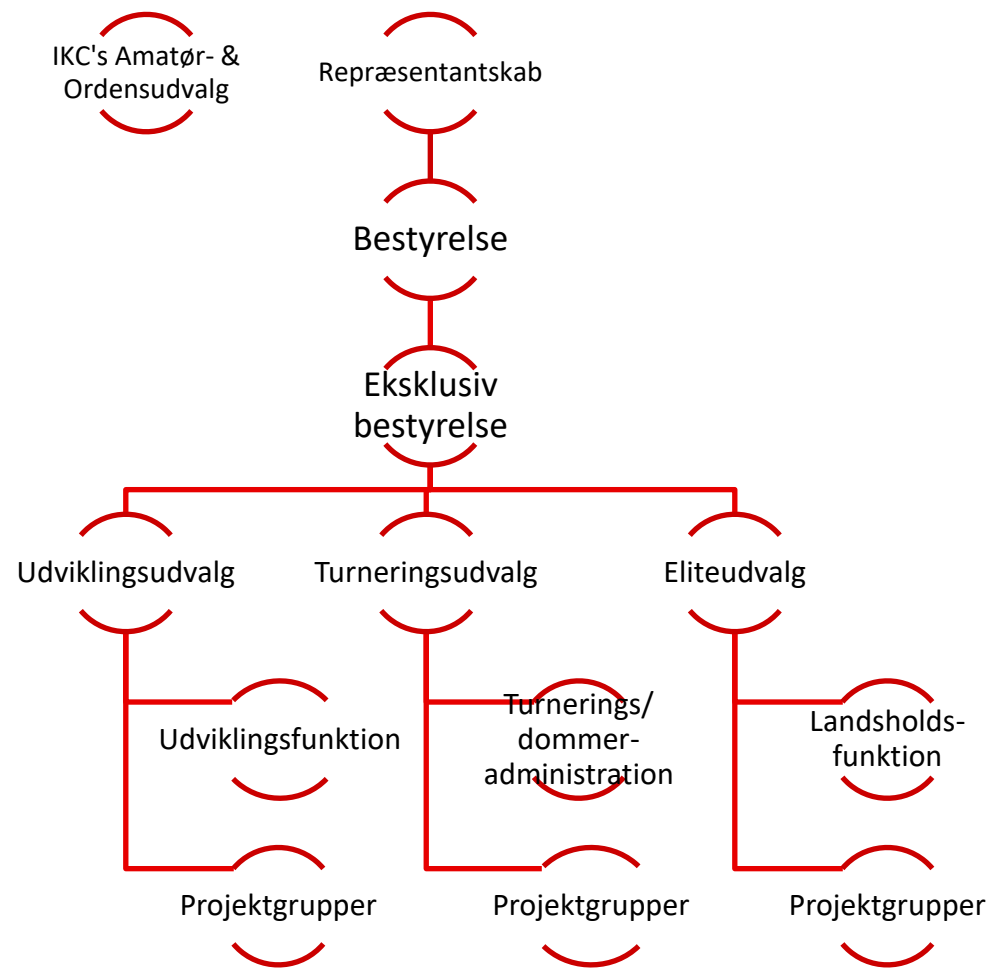 IKC's Amatør- &
Ordensudvalg
Repræsentantskab
Bestyrelse
Eksklusiv
bestyrelse
Udviklingsudvalg
Turneringsudvalg
Eliteudvalg
Udviklingsfunktion
Turnerings/
dommer-
administration
Landsholds-
funktion
Projektgrupper
Projektgrupper
Projektgrupper